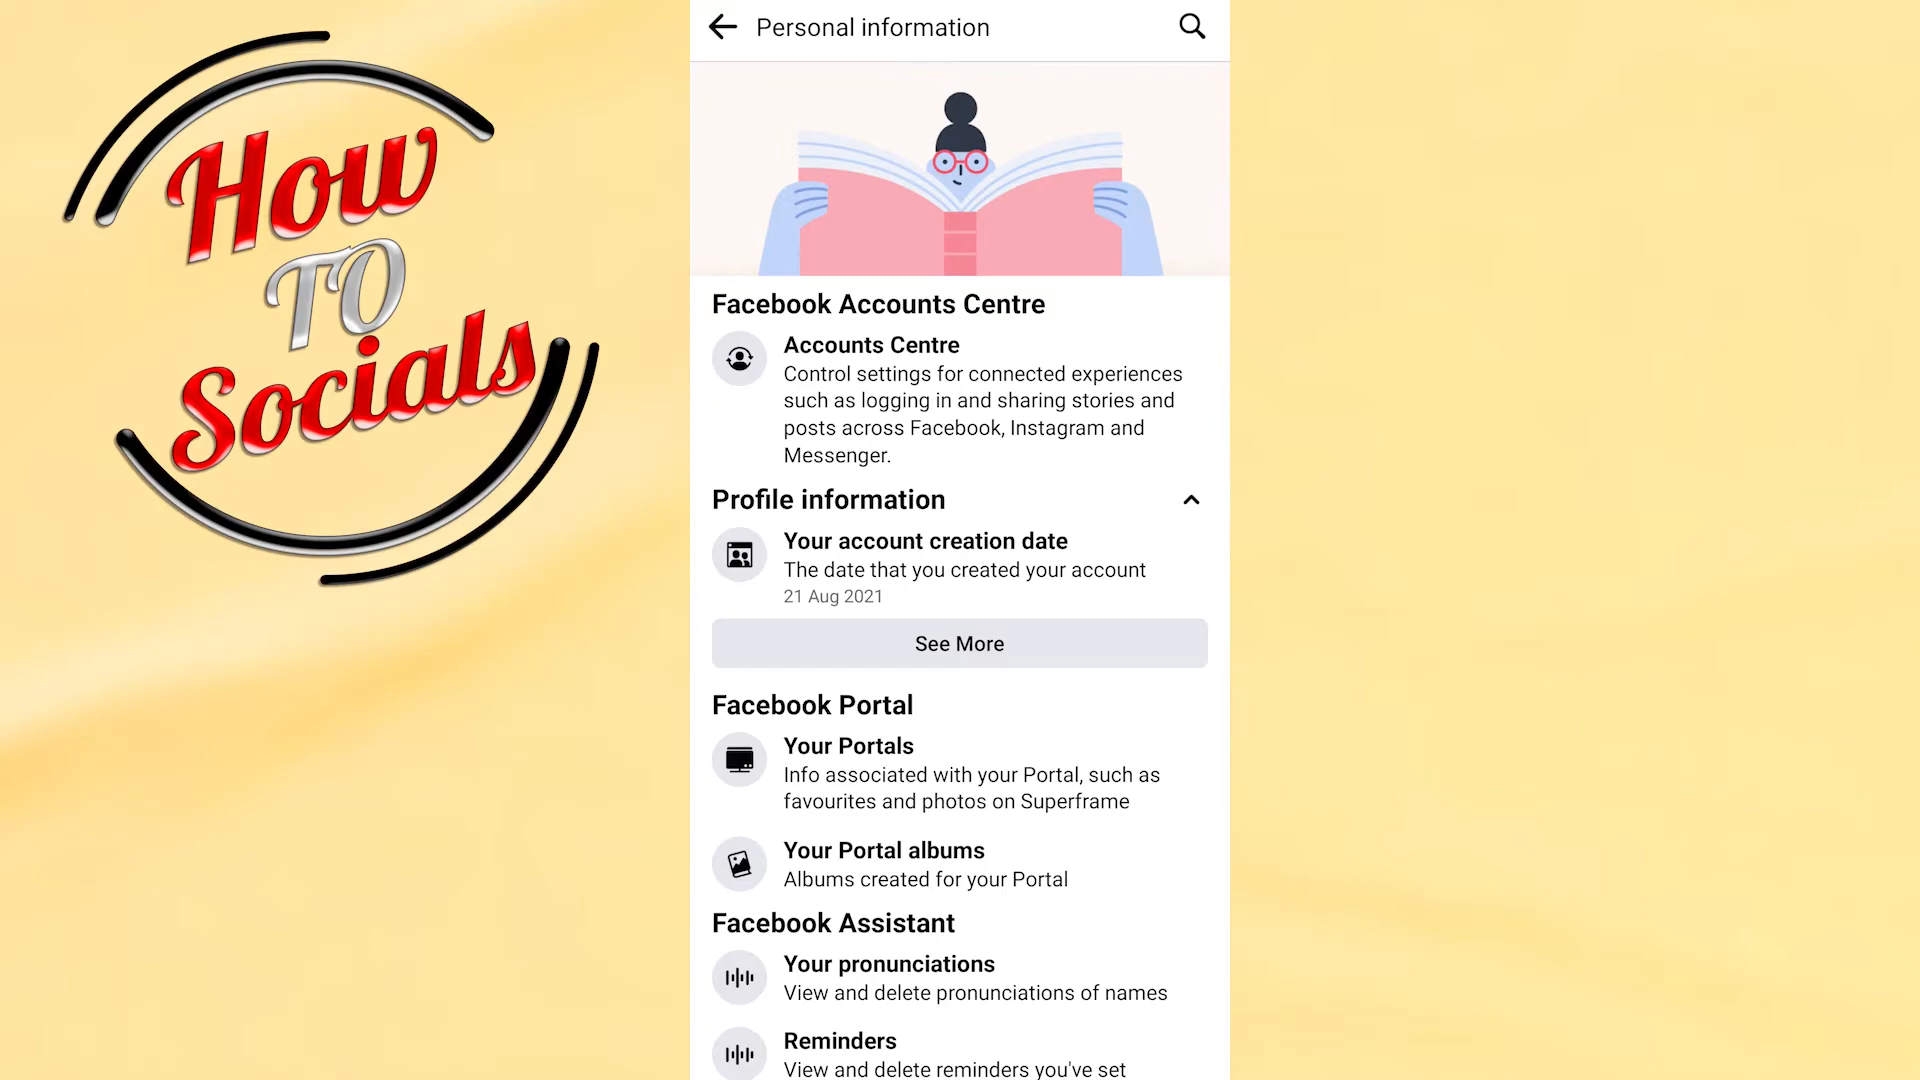 How
TO
Socials
Personal information
Facebook Accounts Centre
Accounts Centre
Control settings for connected experiences
such as logging in and sharing stories and
posts across Facebook, Instagram and
Messenger.
Profile information
Your account creation date
The date that you created your account
21 Aug 2021
See More
Facebook Portal
Your Portals
Info associated with your Portal, such as
favourites and photos on Superframe
Your Portal albums
Albums created for your Portal
Facebook Assistant
Your pronunciations
View and delete pronunciations of names
Reminders
View and delete reminders you've set